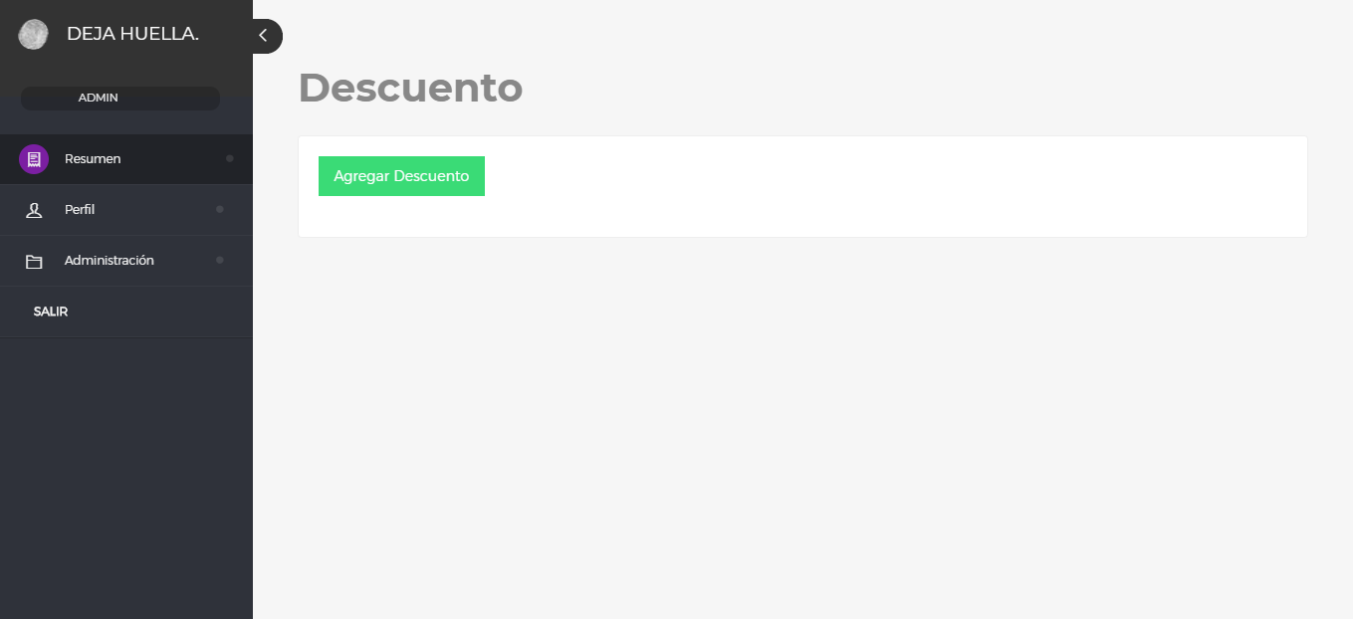 DEJA HUELLA.
ADMIN
Resumen
Perfil
Administración
SALIR
Descuento
Agregar Descuento